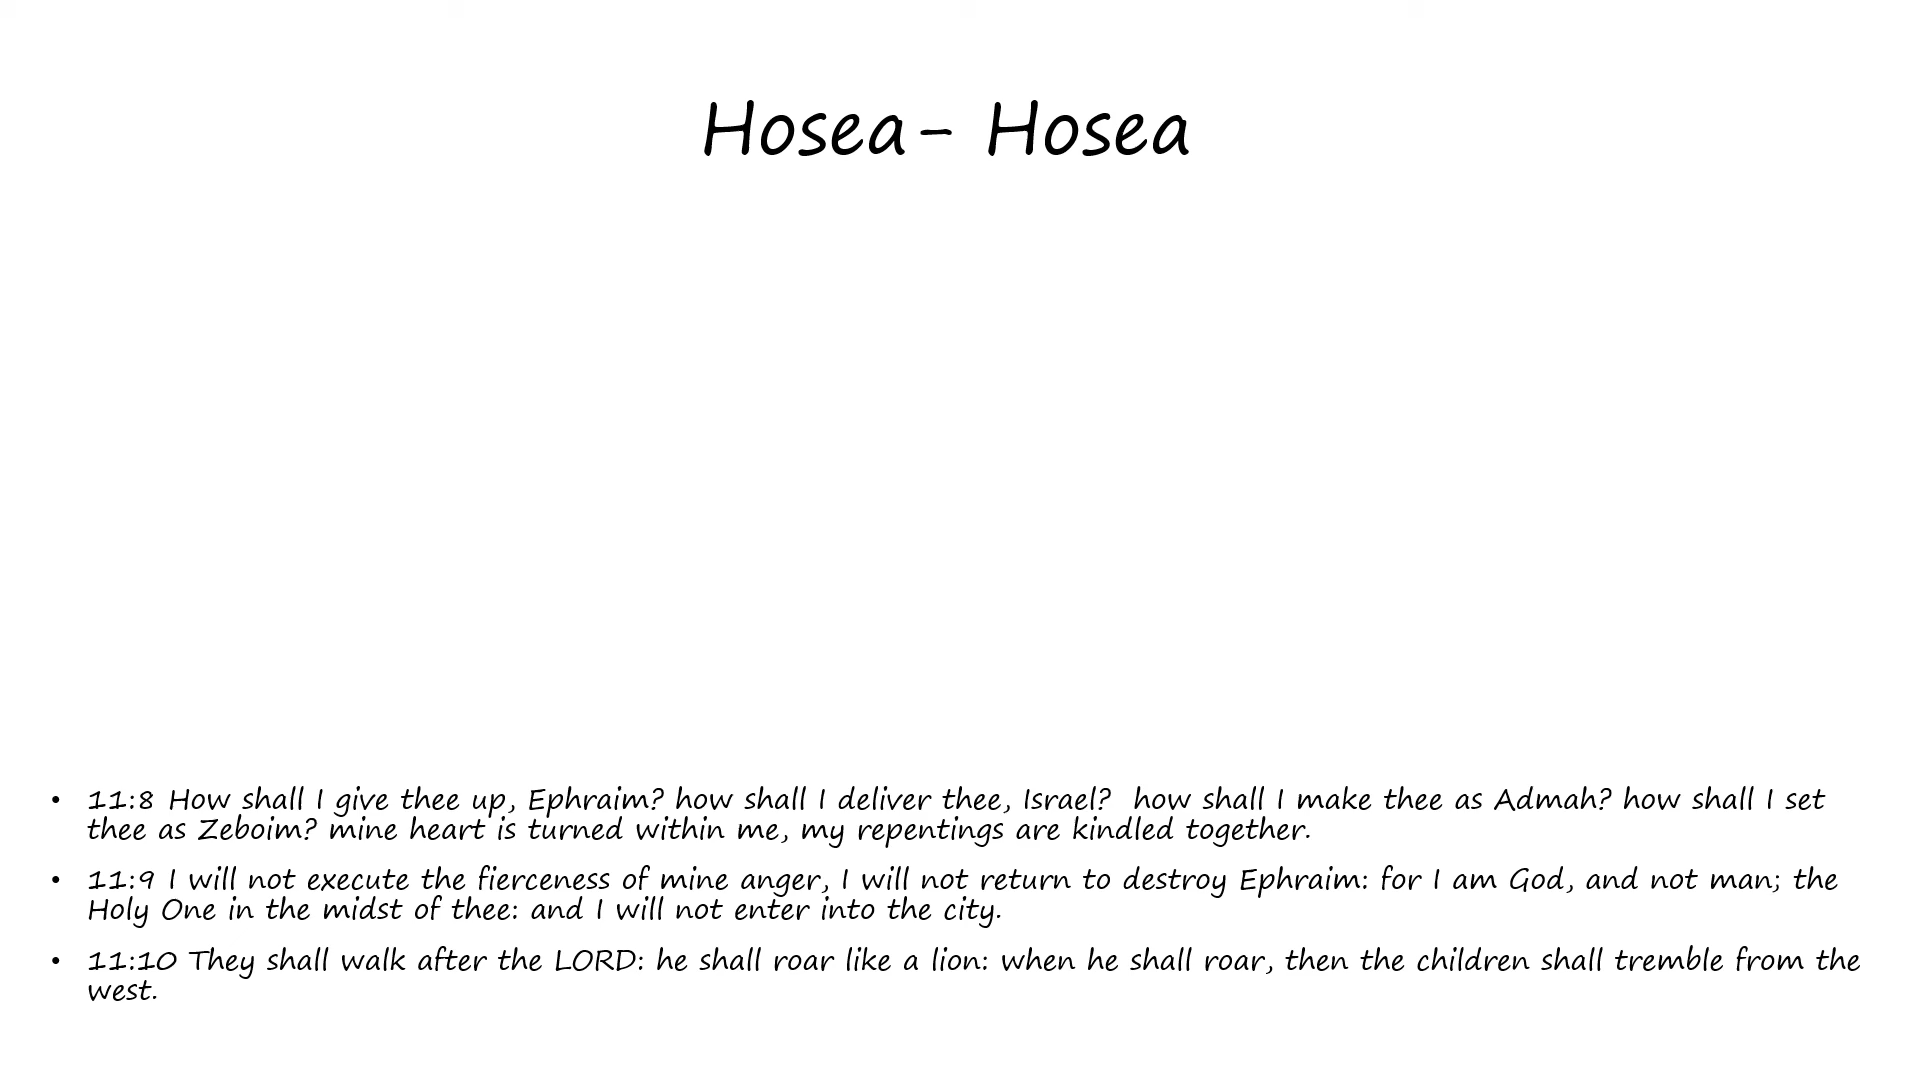 Hosea- Hosea
• 11:8 How shall I give thee up, Ephraim? how shall I deliver thee, Israel?  how shall I make thee as Admah? how shall I set
thee as Zeboim? mine heart is turned within me, my repentings are kindled together.
• 11:9 I will not execute the fierceness of mine anger, I will not return to destroy Ephraim: for I am God, and not man; the
Holy One in the midst of thee: and I will not enter into the city.
• 11:10 They shall walk after the LORD: he shall roar like a lion: when he shall roar, then the children shall tremble from the
west.